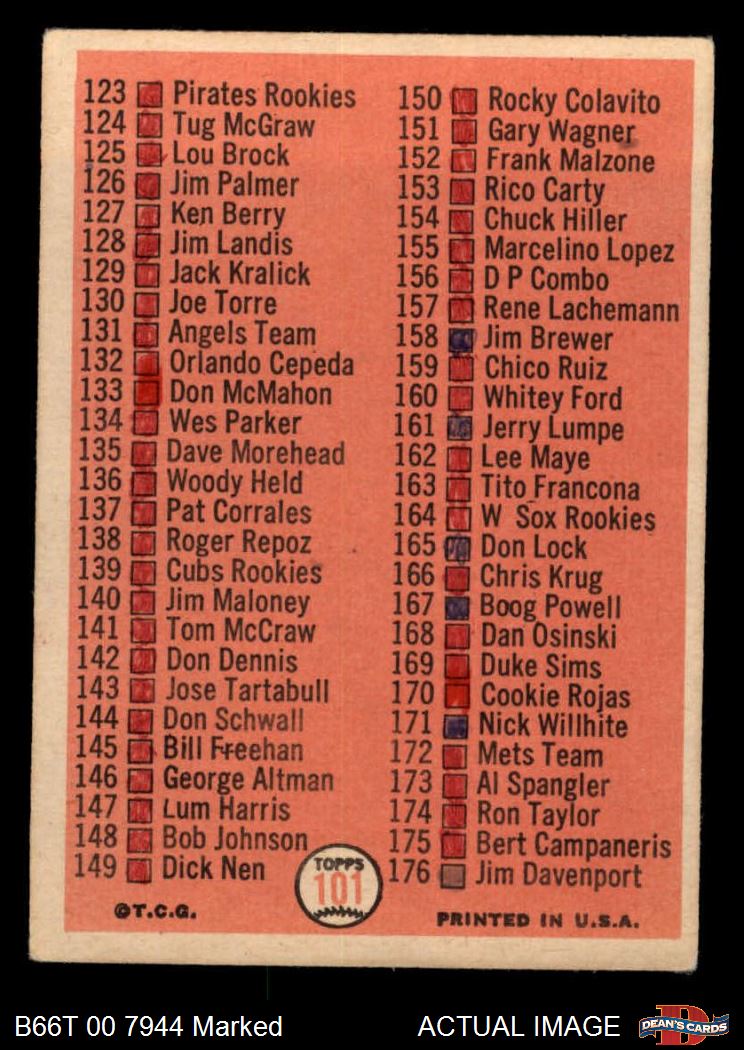 123 Pirates Rookies
124 Tug McGraw
125 Lou Brock
126 Jim Palmer
127 Ken Berry
128 Jim Landis
129 Jack Kralick
130 Joe Torre
131 Angels Team
132 Orlando Cepeda
133 Don McMahon
134 Wes Parker
135 Dave Morehead
136 Woody Held
137 Pat Corrales
138 Roger Repoz
139 Cubs Rookies
140 Jim Maloney
141 Tom McCraw
142 Don Dennis
143 Jose Tartabull
144 Don Schwall
145 Bill Freehan
146 George Altman
147 Lum Harris
148 Bob Johnson
149 Dick Nen
150 Rocky Colavito
151 Gary Wagner
152 Frank Malzone
153 Rico Carty
154 Chuck Hiller
155 Marcelino Lopez
156 D P Combo
157 Rene Lachemann
158 Jim Brewer
159 Chico Ruiz
160 Whitey Ford
161 Jerry Lumpe
162 Lee Maye
163 Tito Francona
164 W Sox Rookies
165 Don Lock
166 Chris Krug
167 Boog Powell
168 Dan Osinski
169 Duke Sims
170 Cookie Rojas
171 Nick Willhite
172 Mets Team
173 Al Spangler
174 Ron Taylor
175 Bert Campaneris
176 Jim Davenport
TOPPS
101
©T.C.G.
PRINTED IN U.S.A.
B66T 00 7944 Marked
ACTUAL IMAGE
D
DEAN'S CARDS